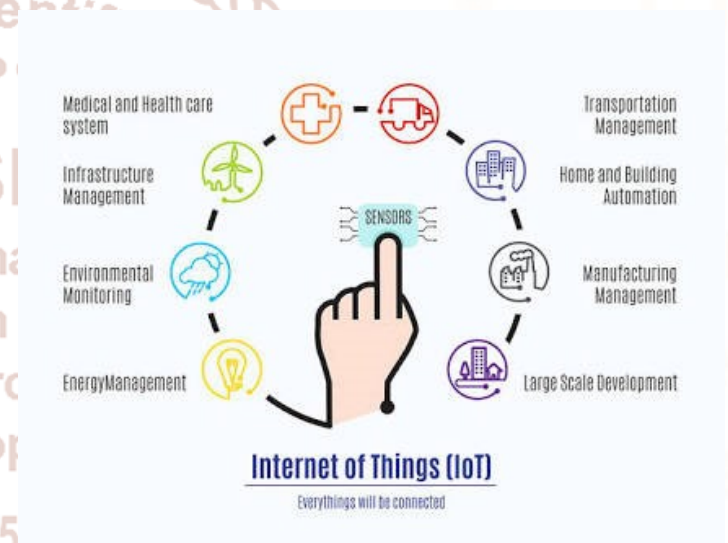 Medical and Health care
system
Infrastructure
Management
Environmental
Monitoring
EnergyManagement
SENSORS
Transportation
Management
Home and Building
Automation
Manufacturing
Management
Large Scale Development
Internet of Things (IoT)
Everythings will be connected